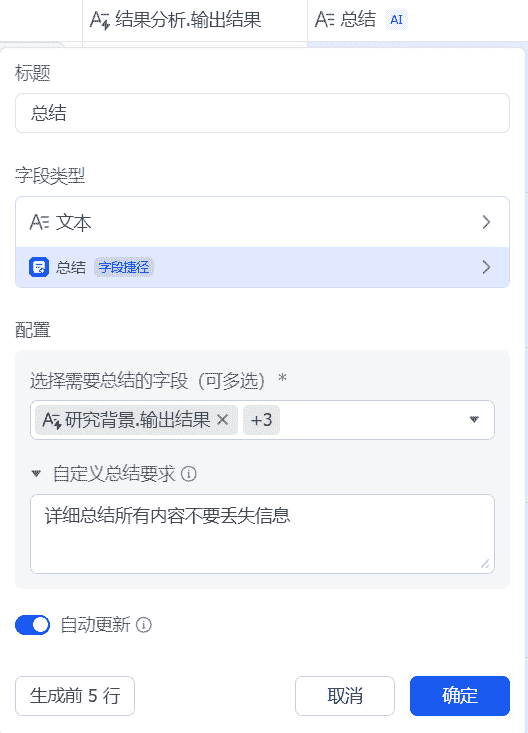 结果分析.输出结果 总结 AI
标题
总结
字段类型
文本
总结 字段捷径
配置
选择需要总结的字段（可多选） *
研究背景.输出结果 × +3
自定义总结要求
详细总结所有内容不要丢失信息
自动更新
生成前 5 行 取消 确定